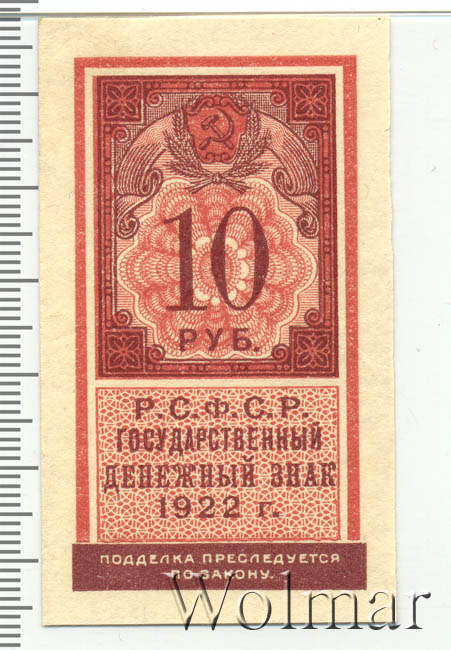 10
РУБ.
Р.С.Ф.С.Р.
ГОСУДАРСТВЕННЫЙ
ДЕНЕЖНЫЙ ЗНАК
1922 г.
ПОДДЕЛКА ПРЕСЛЕДУЕТСЯ
ПО ЗАКОНУ.
Wolmar